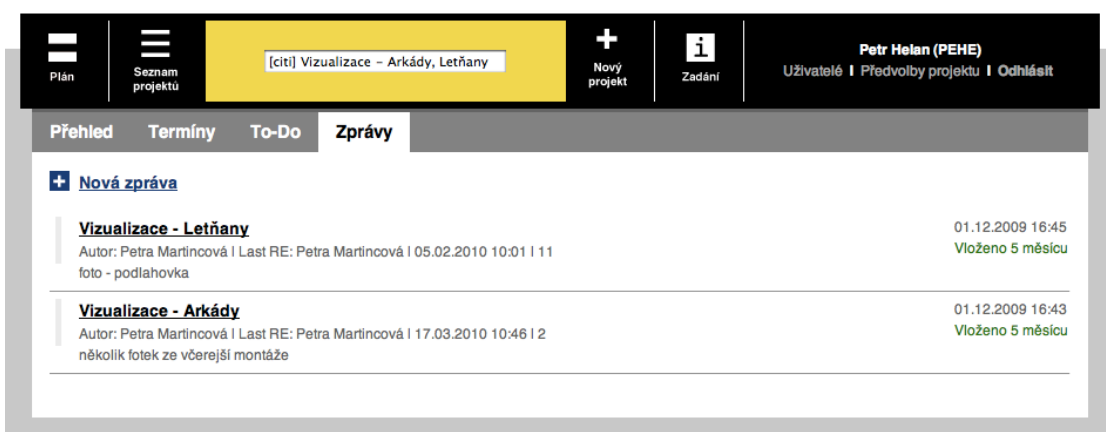 Plán
Seznam
projektů
[citi] Vizualizace – Arkády, Letňany
Nový
projekt
i
Zadání
Petr Helan (PEHE)
Uživatelé I Předvolby projektu I Odhlásit
Přehled Termíny To-Do Zprávy
Nová zpráva
Vizualizace - Letňany
01.12.2009 16:45
Autor: Petra Martincová I Last RE: Petra Martincová I 05.02.2010 10:01 I 11
Vloženo 5 měsícu
foto - podlahovka
Vizualizace - Arkády
01.12.2009 16:43
Autor: Petra Martincová I Last RE: Petra Martincová I 17.03.2010 10:46 I 2
Vloženo 5 měsícu
několik fotek ze včerejší montáže